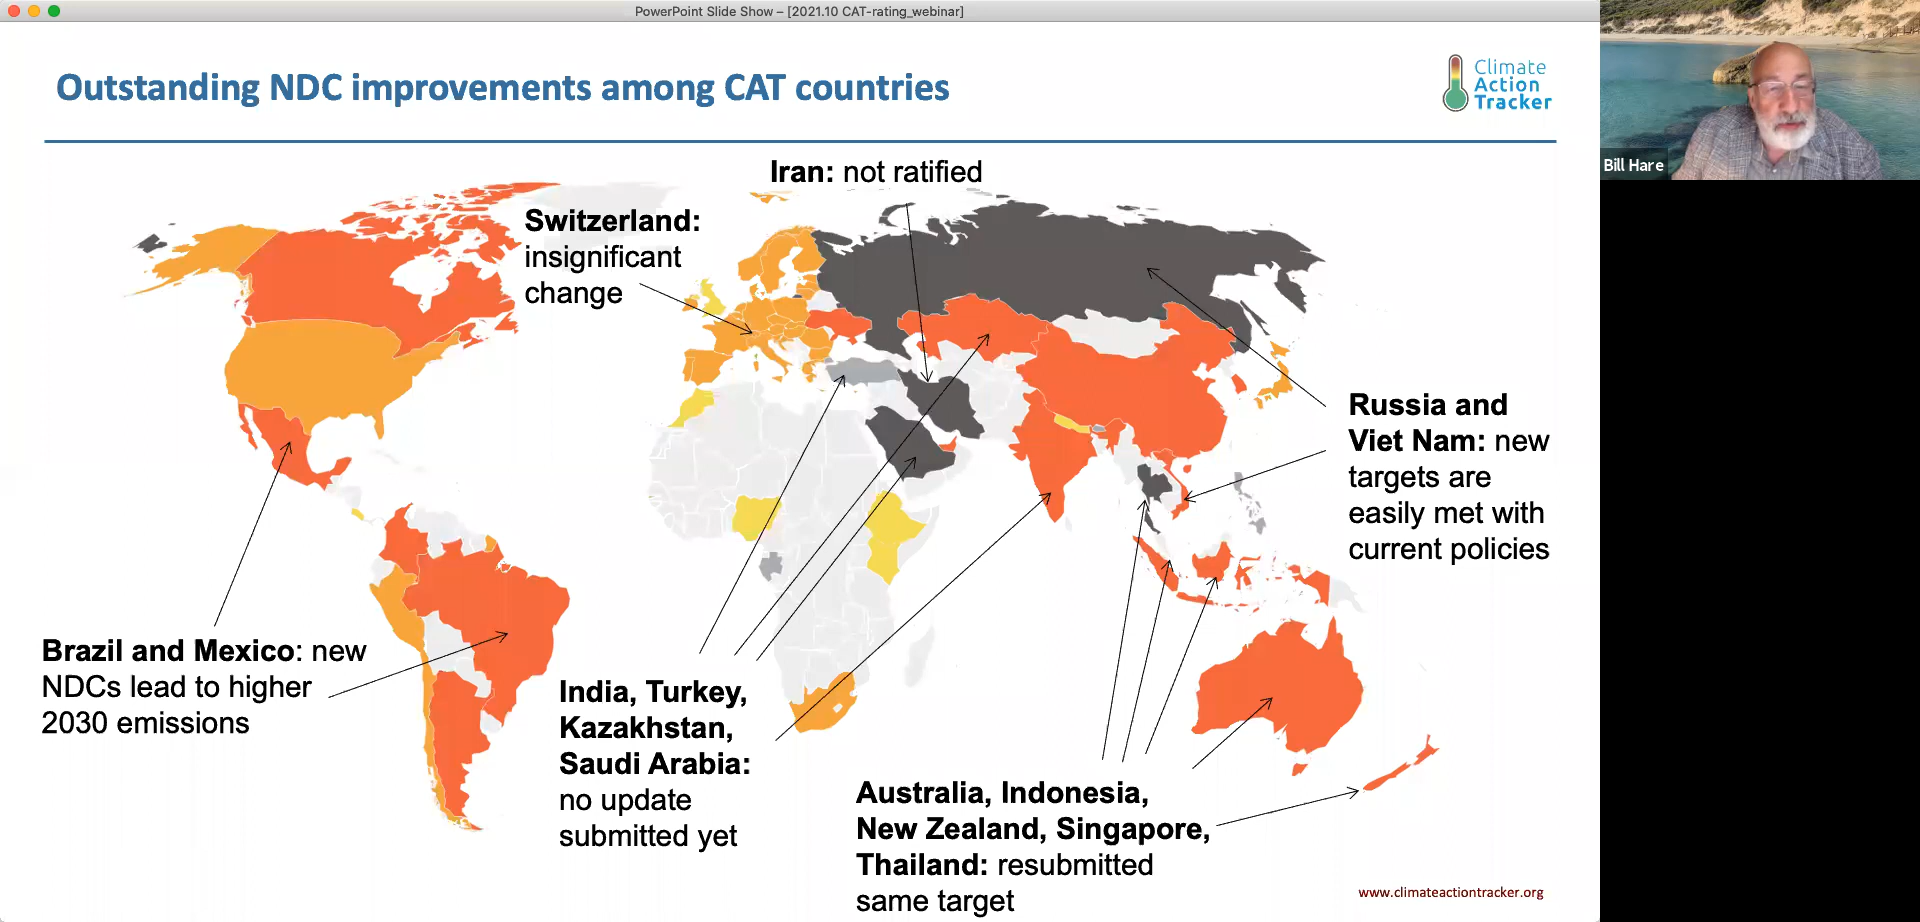 PowerPoint Slide Show – [2021.10 CAT-rating_webinar]
Outstanding NDC improvements among CAT countries
Climate
Action
Tracker
Bill Hare
Iran: not ratified
Switzerland:
insignificant
change
Russia and
Viet Nam: new
targets are
easily met with
current policies
Brazil and Mexico: new
NDCs lead to higher
2030 emissions
India, Turkey,
Kazakhstan,
Saudi Arabia:
no update
submitted yet
Australia, Indonesia,
New Zealand, Singapore,
Thailand: resubmitted
same target
www.climateactiontracker.org